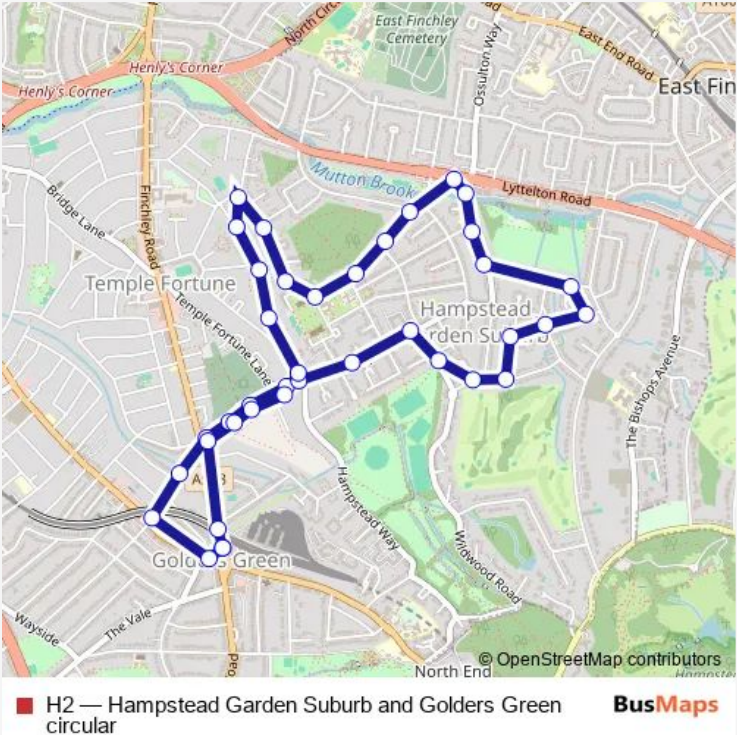 North Circ
East Finchley
Cemetery
Ossulton Way
East End Road
Henly's Corner
Henly's Corner
East Fin
Mutton Brook
Lyttelton Road
Bridge Lane
Finchley Road
Temple Fortune
Temple Fortune Lane
Hampstead
rden Suburb
The Bishops Avenue
Hampstead Way
Wildwood Road
Golders Green
The Vale
Wayside
North End
© OpenStreetMap contributors
H2 — Hampstead Garden Suburb and Golders Green
circular
BusMaps